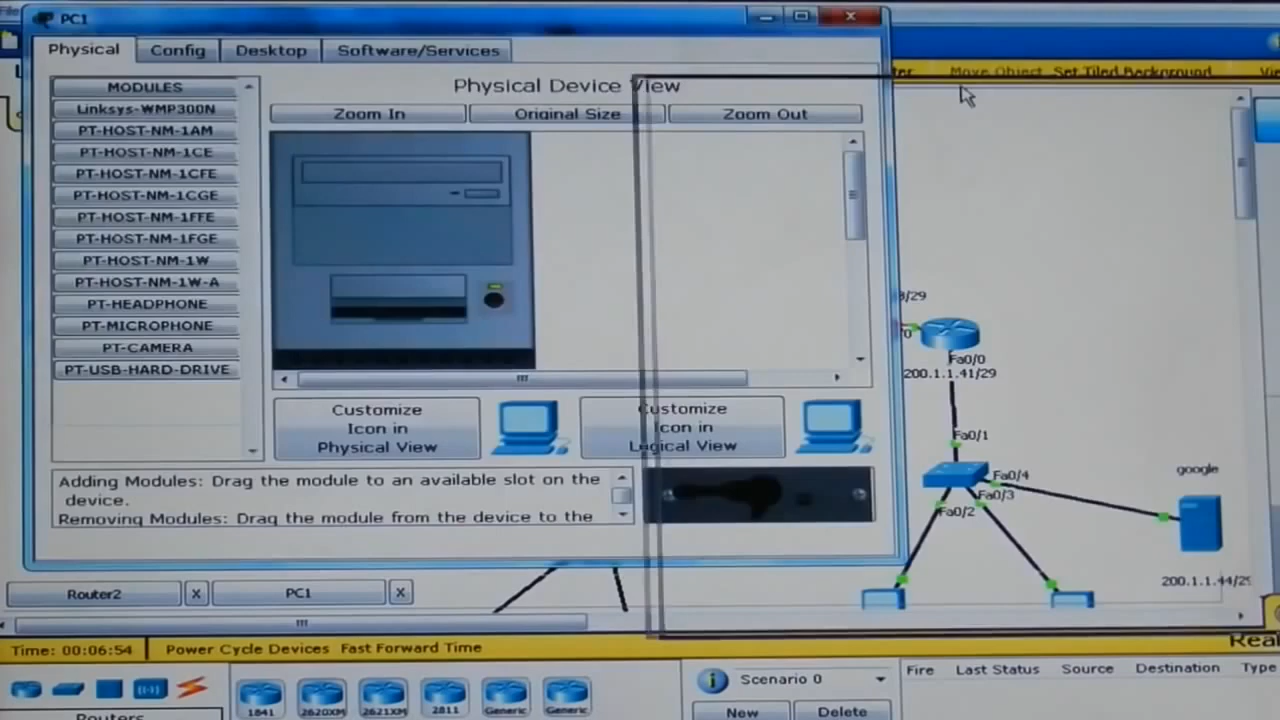 PC1
Physical
Config
Desktop
Software/Services
MODULES
Linksys-WMP300N
PT-HOST-NM-1AM
PT-HOST-NM-1CE
PT-HOST-NM-1CFE
PT-HOST-NM-1CGE
PT-HOST-NM-1FFE
PT-HOST-NM-1FGE
PT-HOST-NM-1W
PT-HOST-NM-1W-A
PT-HEADPHONE
PT-MICROPHONE
PT-CAMERA
PT-USB-HARD-DRIVE
Physical Device View
Zoom In
Original Size
Zoom Out
Customize
Icon in
Physical View
Customize
Icon in
Logical View
Adding Modules: Drag the module to an available slot on the
device.
Removing Modules: Drag the module from the device to the
Move Object
Set Tiled Background
/29
Fa0/0
200.1.1.41/29
Fa0/1
Fa0/4
Fa0/3
Fa0/2
google
200.1.1.44/29
Router2
X
PC1
X
Time: 00:06:54
Power Cycle Devices
Fast Forward Time
Real
Routers
1841
2620XM
2621XM
2811
Generic
Generic
Scenario 0
New
Delete
Fire
Last Status
Source
Destination
Type